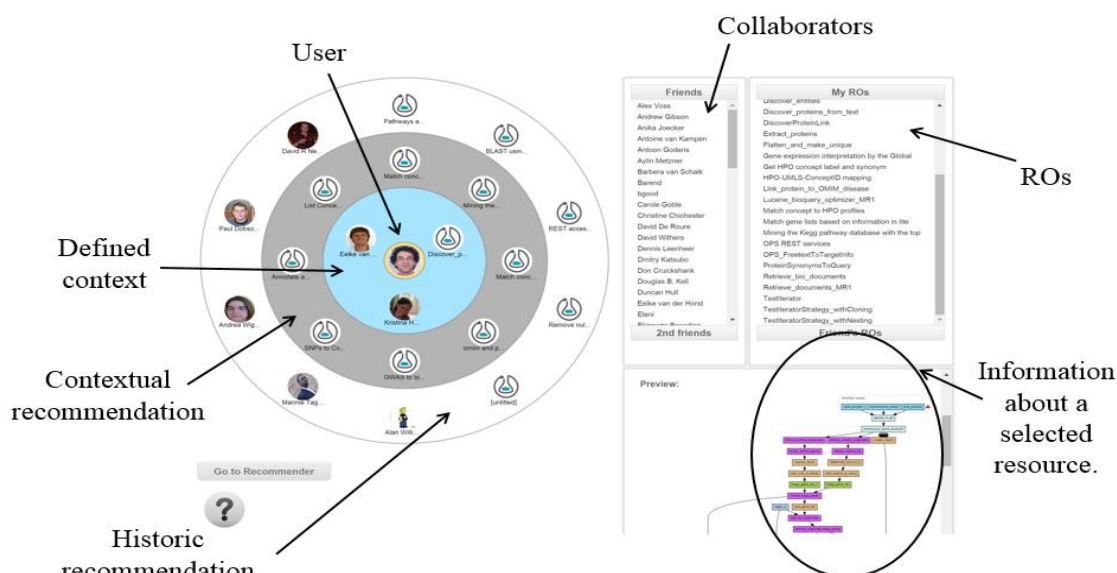 User
Collaborators
ROs
Defined
context
Contextual
recommendation
Historic
recommendation
Information
about a
selected
resource.
Pathways a...
David R Ne...
BLAST usin...
Match conc...
List Conce...
Mining the...
Paul Dobso...
REST acces...
Eelke van ...
Discover_p...
Annotate a...
Match conc...
Andrea Wig...
Kristina H...
Remove nul...
SNPs to Co...
omim and p...
GWAS to bi...
Mannie Tag...
[untitled]
Alan Willi...
Go to Recommender
?
Friends
Alex Voss
Andrew Gibson
Anika Joecker
Antoine van Kampen
Antoon Goderis
Aylin Metzner
Barbera van Schaik
Barend
bgood
Carole Goble
Christine Chichester
David De Roure
David Withers
Dennis Leenheer
Dmitry Katsubo
Don Cruickshank
Douglas B. Kell
Duncan Hull
Eelke van der Horst
Eleni
2nd friends
My ROs
Discover_entities
Discover_proteins_from_text
DiscoverProteinLink
Extract_proteins
Flatten_and_make_unique
Gene expression interpretation by the Global
Get HPO concept label and synonym
HPO-UMLS-ConceptID mapping
Link_protein_to_OMIM_disease
Lucene_bioquery_optimizer_MR1
Match concept to HPO profiles
Match gene lists based on information in lite
Mining the Kegg pathway database with the top
OPS REST services
OPS_FreetextToTargetInfo
ProteinSynonymsToQuery
Retrieve_bio_documents
Retrieve_documents_MR1
TestIterator
TestIteratorStrategy_withCloning
TestIteratorStrategy_withNesting
Friend's ROs
Preview: